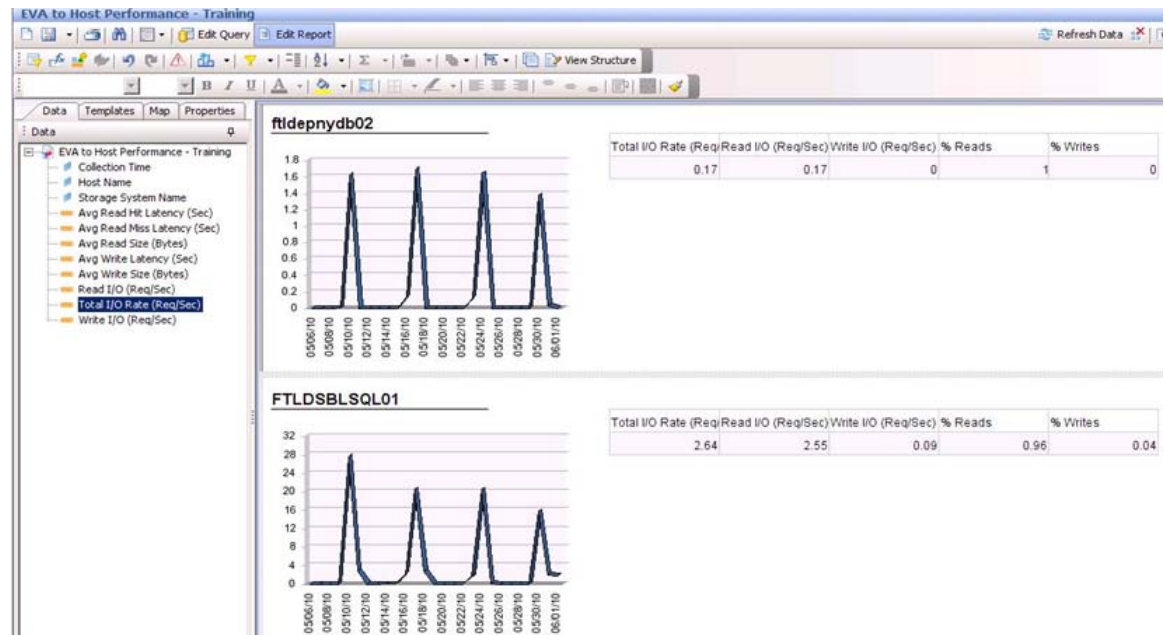 EVA to Host Performance - Training
Edit Query Edit Report Refresh Data
View Structure
B I U A
Data Templates Map Properties
Data
EVA to Host Performance - Training
Collection Time
Host Name
Storage System Name
Avg Read Hit Latency (Sec)
Avg Read Miss Latency (Sec)
Avg Read Size (Bytes)
Avg Write Latency (Sec)
Avg Write Size (Bytes)
Read I/O (Req/Sec)
Total I/O Rate (Req/Sec)
Write I/O (Req/Sec)
ftldepnydb02
Total I/O Rate (Req/ Read I/O (Req/Sec) Write I/O (Req/Sec) % Reads % Writes
0.17 0.17 0 1 0
1.8
1.6
1.4
1.2
1
0.8
0.6
0.4
0.2
0
05/06/10 05/08/10 05/10/10 05/12/10 05/14/10 05/16/10 05/18/10 05/20/10 05/22/10 05/24/10 05/26/10 05/28/10 05/30/10 06/01/10
FTLDSBLSQL01
Total I/O Rate (Req/ Read I/O (Req/Sec) Write I/O (Req/Sec) % Reads % Writes
2.64 2.55 0.09 0.96 0.04
32
28
24
20
16
12
8
4
0
05/06/10 05/08/10 05/10/10 05/12/10 05/14/10 05/16/10 05/18/10 05/20/10 05/22/10 05/24/10 05/26/10 05/28/10 05/30/10 06/01/10